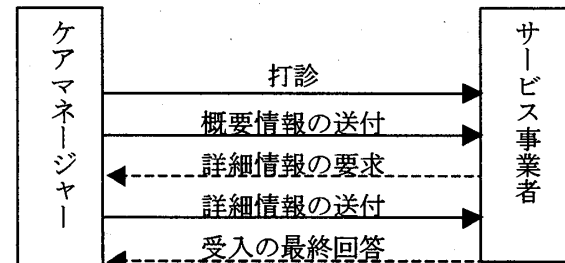 ケアマネージャー
サービス事業者
打診
概要情報の送付
詳細情報の要求
詳細情報の送付
受入の最終回答